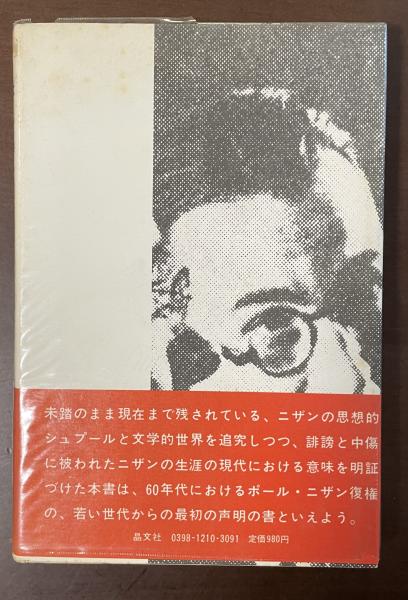 未踏のまま現在まで残されている、ニザンの思想的
シュプールと文学的世界を追究しつつ、誹謗と中傷
に被われたニザンの生涯の現代における意味を明証
づけた本書は、60年代におけるポール・ニザン復権
の、若い世代からの最初の声明の書といえよう。
晶文社 0398-1210-3091 定価980円